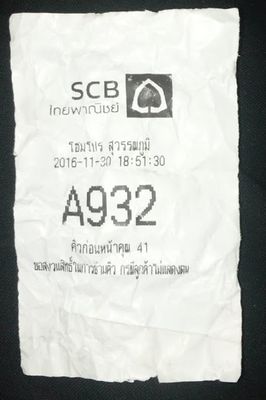 SCB
ไทยพาณิชย์
โฮมโปร สุวรรณภูมิ
2016-11-30 18:51:30
A932
คิวก่อนหน้าคุณ 41
ขอสงวนสิทธิ์ในการข้ามคิว กรณีลูกค้าไม่แสดงตน